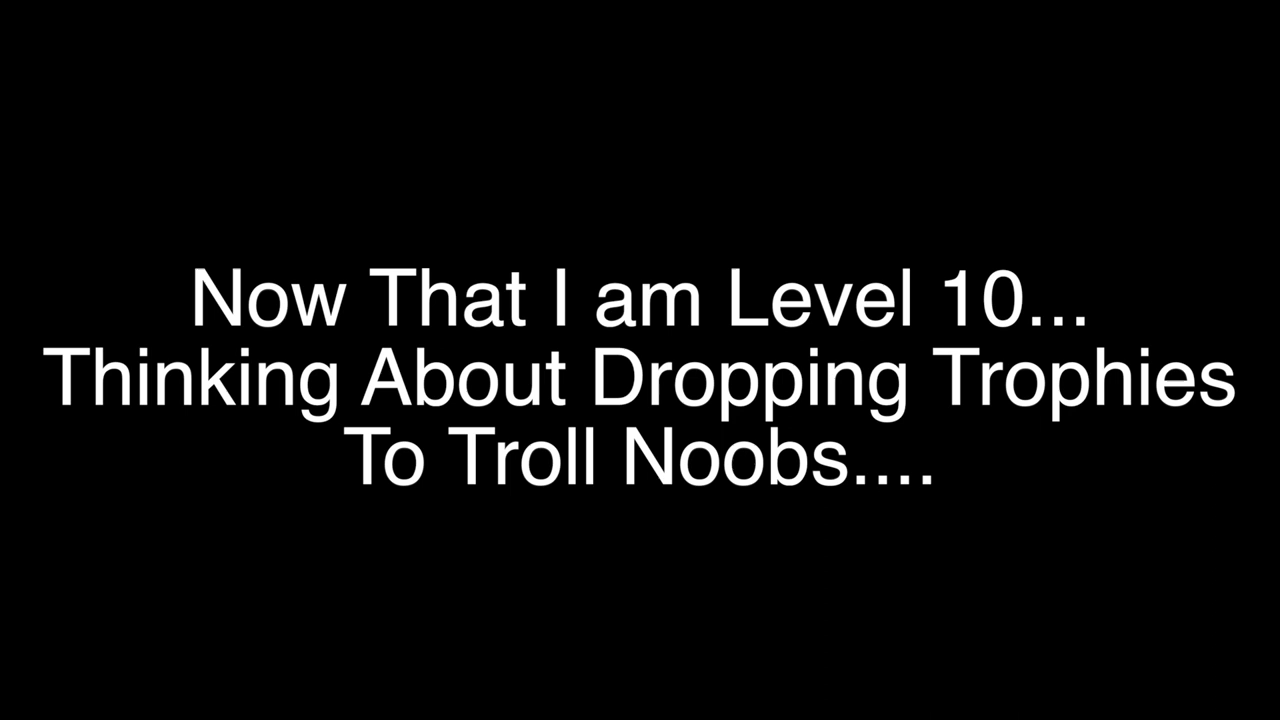 Now That I am Level 10...
Thinking About Dropping Trophies
To Troll Noobs....